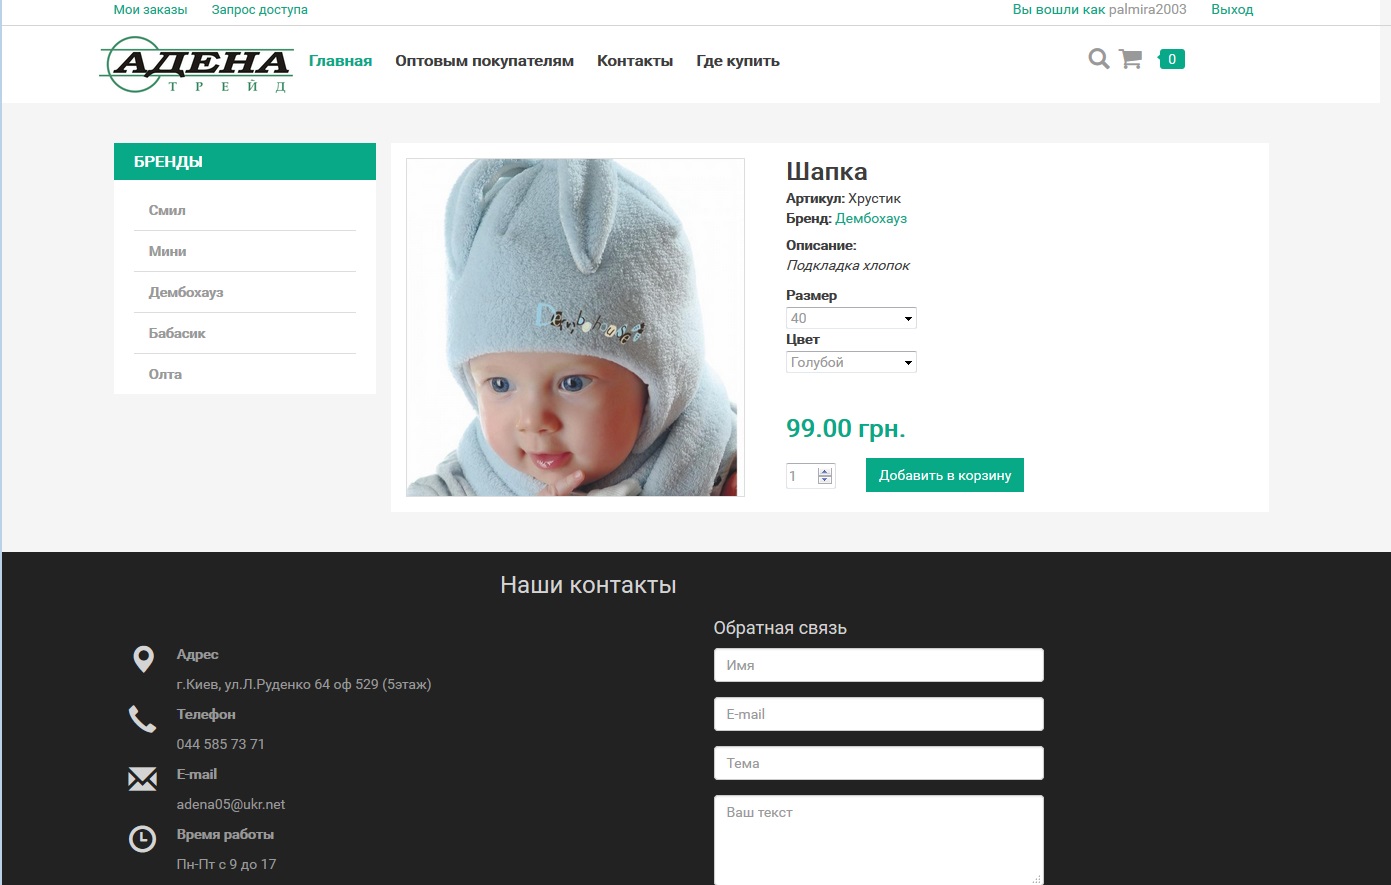 Мои заказы Запрос доступа Вы вошли как palmira2003 Выход
АДЕНА
ТРЕЙД
Главная Оптовым покупателям Контакты Где купить 0
БРЕНДЫ
Смил
Мини
Дембохауз
Бабасик
Олта
Dembohouse
Шапка
Артикул: Хрустик
Бренд: Дембохауз
Описание:
Подкладка хлопок
Размер
40
Цвет
Голубой
99.00 грн.
1 Добавить в корзину
Наши контакты
Адрес
г.Киев, ул.Л.Руденко 64 оф 529 (5этаж)
Телефон
044 585 73 71
E-mail
adena05@ukr.net
Время работы
Пн-Пт с 9 до 17
Обратная связь
Имя
E-mail
Тема
Ваш текст